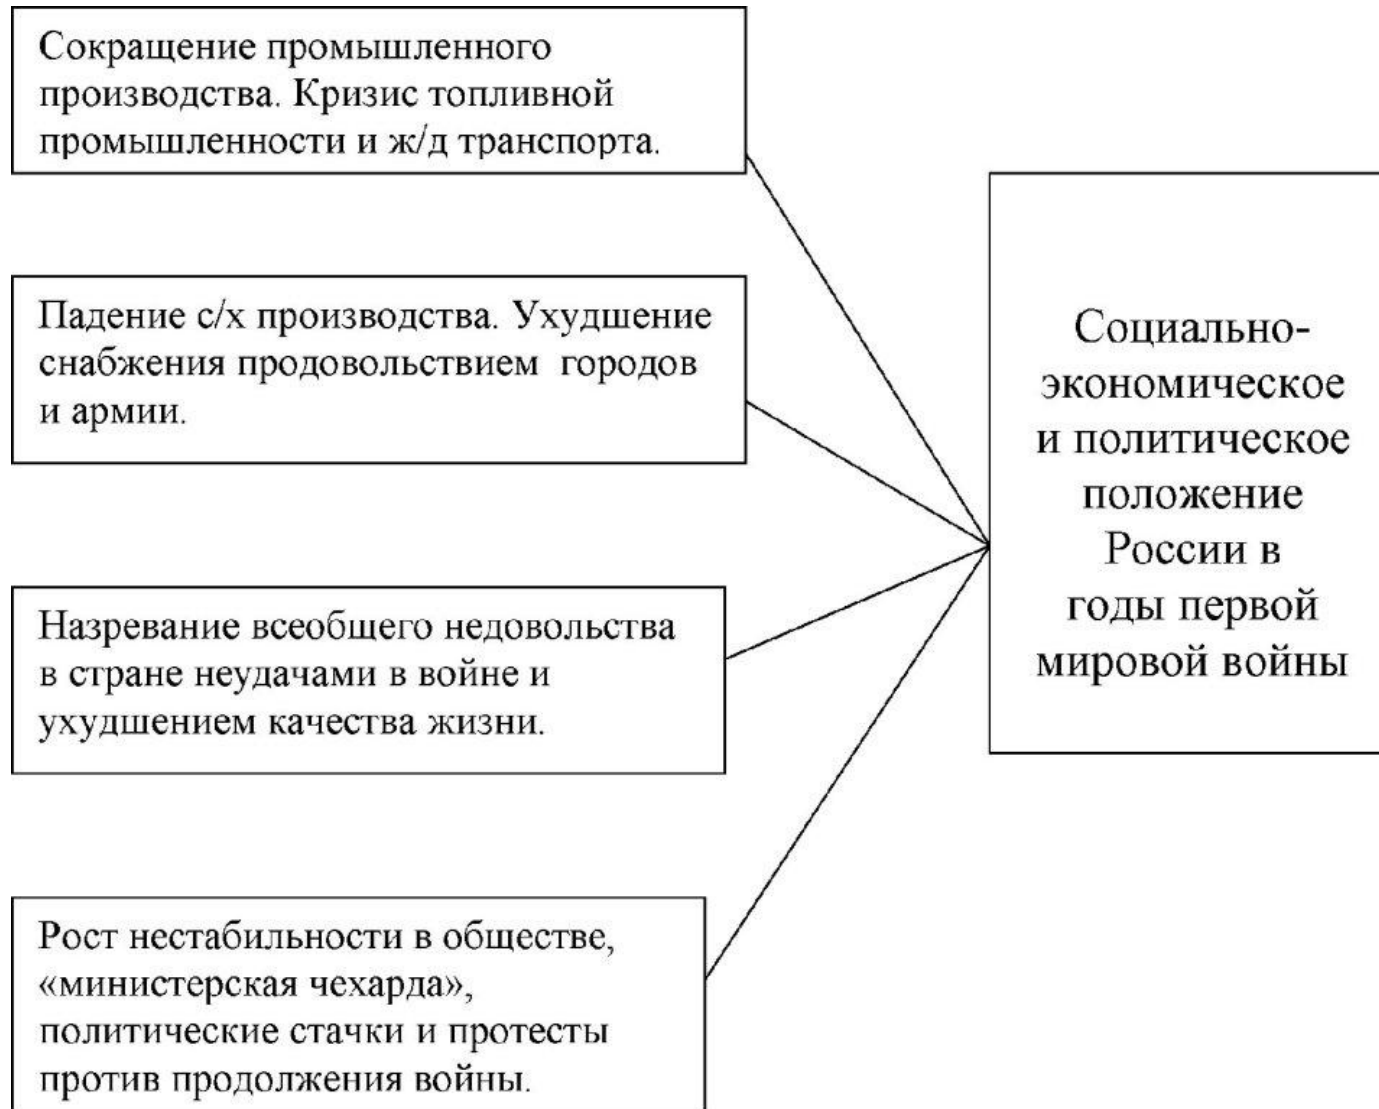 Сокращение промышленного
производства. Кризис топливной
промышленности и ж/д транспорта.
Падение с/х производства. Ухудшение
снабжения продовольствием городов
и армии.
Назревание всеобщего недовольства
в стране неудачами в войне и
ухудшением качества жизни.
Рост нестабильности в обществе,
«министерская чехарда»,
политические стачки и протесты
против продолжения войны.
Социально-
экономическое
и политическое
положение
России в
годы первой
мировой войны